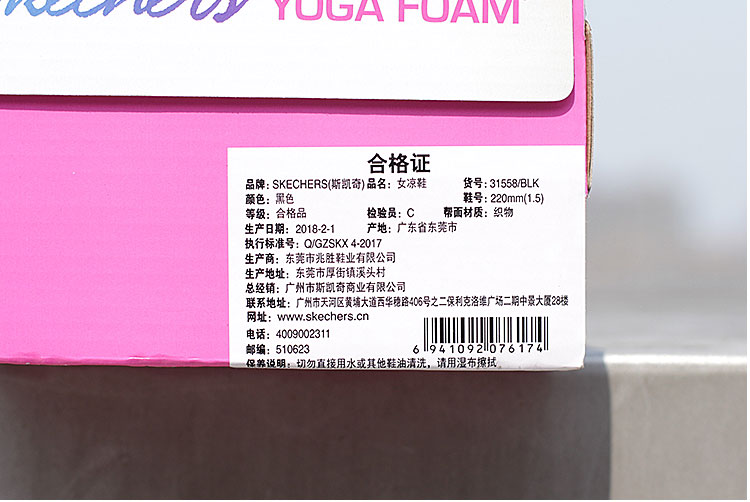 Skechers YOGA FOAM
合格证
品牌: SKECHERS(斯凯奇) 品名: 女凉鞋 货号: 31558/BLK
颜色: 黑色 鞋号: 220mm(1.5)
等级: 合格品 检验员: C 帮面材质: 织物
生产日期: 2018-2-1 产地: 广东省东莞市
执行标准号: Q/GZSKX 4-2017
生产商: 东莞市兆胜鞋业有限公司
生产地址: 东莞市厚街镇溪头村
总经销: 广州市斯凯奇商业有限公司
联系地址: 广州市天河区黄埔大道西华穗路406号之二保利克洛维广场二期中景大厦28楼
网址: www.skechers.cn
电话: 4009002311
邮编: 510623
6 941092 076174
保养说明: 切勿直接用水或其他鞋油清洗，请用湿布擦拭。